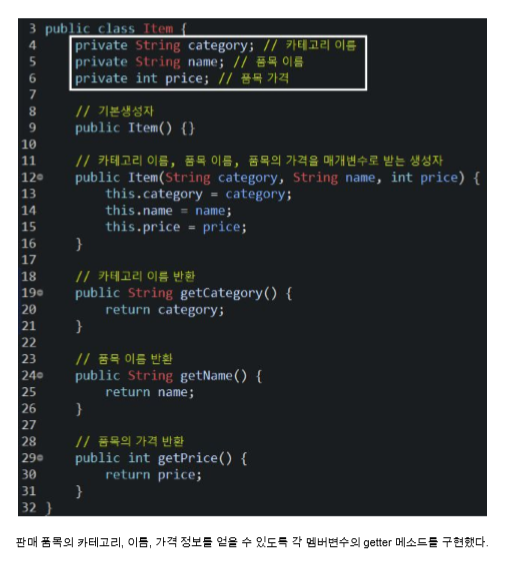 3 public class Item {
4 private String category; // 카테고리 이름
5 private String name; // 품목 이름
6 private int price; // 품목 가격
7
8 // 기본생성자
9 public Item() {}
10
11 // 카테고리 이름, 품목 이름, 품목의 가격을 매개변수로 받는 생성자
12 public Item(String category, String name, int price) {
13 this.category = category;
14 this.name = name;
15 this.price = price;
16 }
17
18 // 카테고리 이름 반환
19 public String getCategory() {
20 return category;
21 }
22
23 // 품목 이름 반환
24 public String getName() {
25 return name;
26 }
27
28 // 품목의 가격 반환
29 public int getPrice() {
30 return price;
31 }
32 }
판매 품목의 카테고리, 이름, 가격 정보를 얻을 수 있도록 각 멤버변수의 getter 메소드를 구현했다.